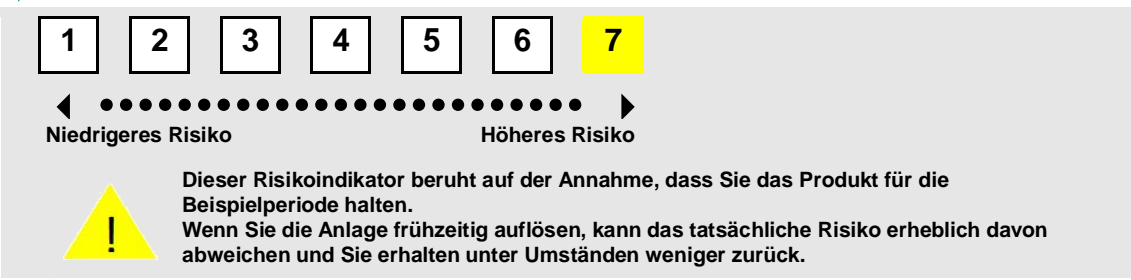 1 2 3 4 5 6 7
Niedrigeres Risiko Höheres Risiko
Dieser Risikoindikator beruht auf der Annahme, dass Sie das Produkt für die
Beispielperiode halten.
Wenn Sie die Anlage frühzeitig auflösen, kann das tatsächliche Risiko erheblich davon
abweichen und Sie erhalten unter Umständen weniger zurück.
!